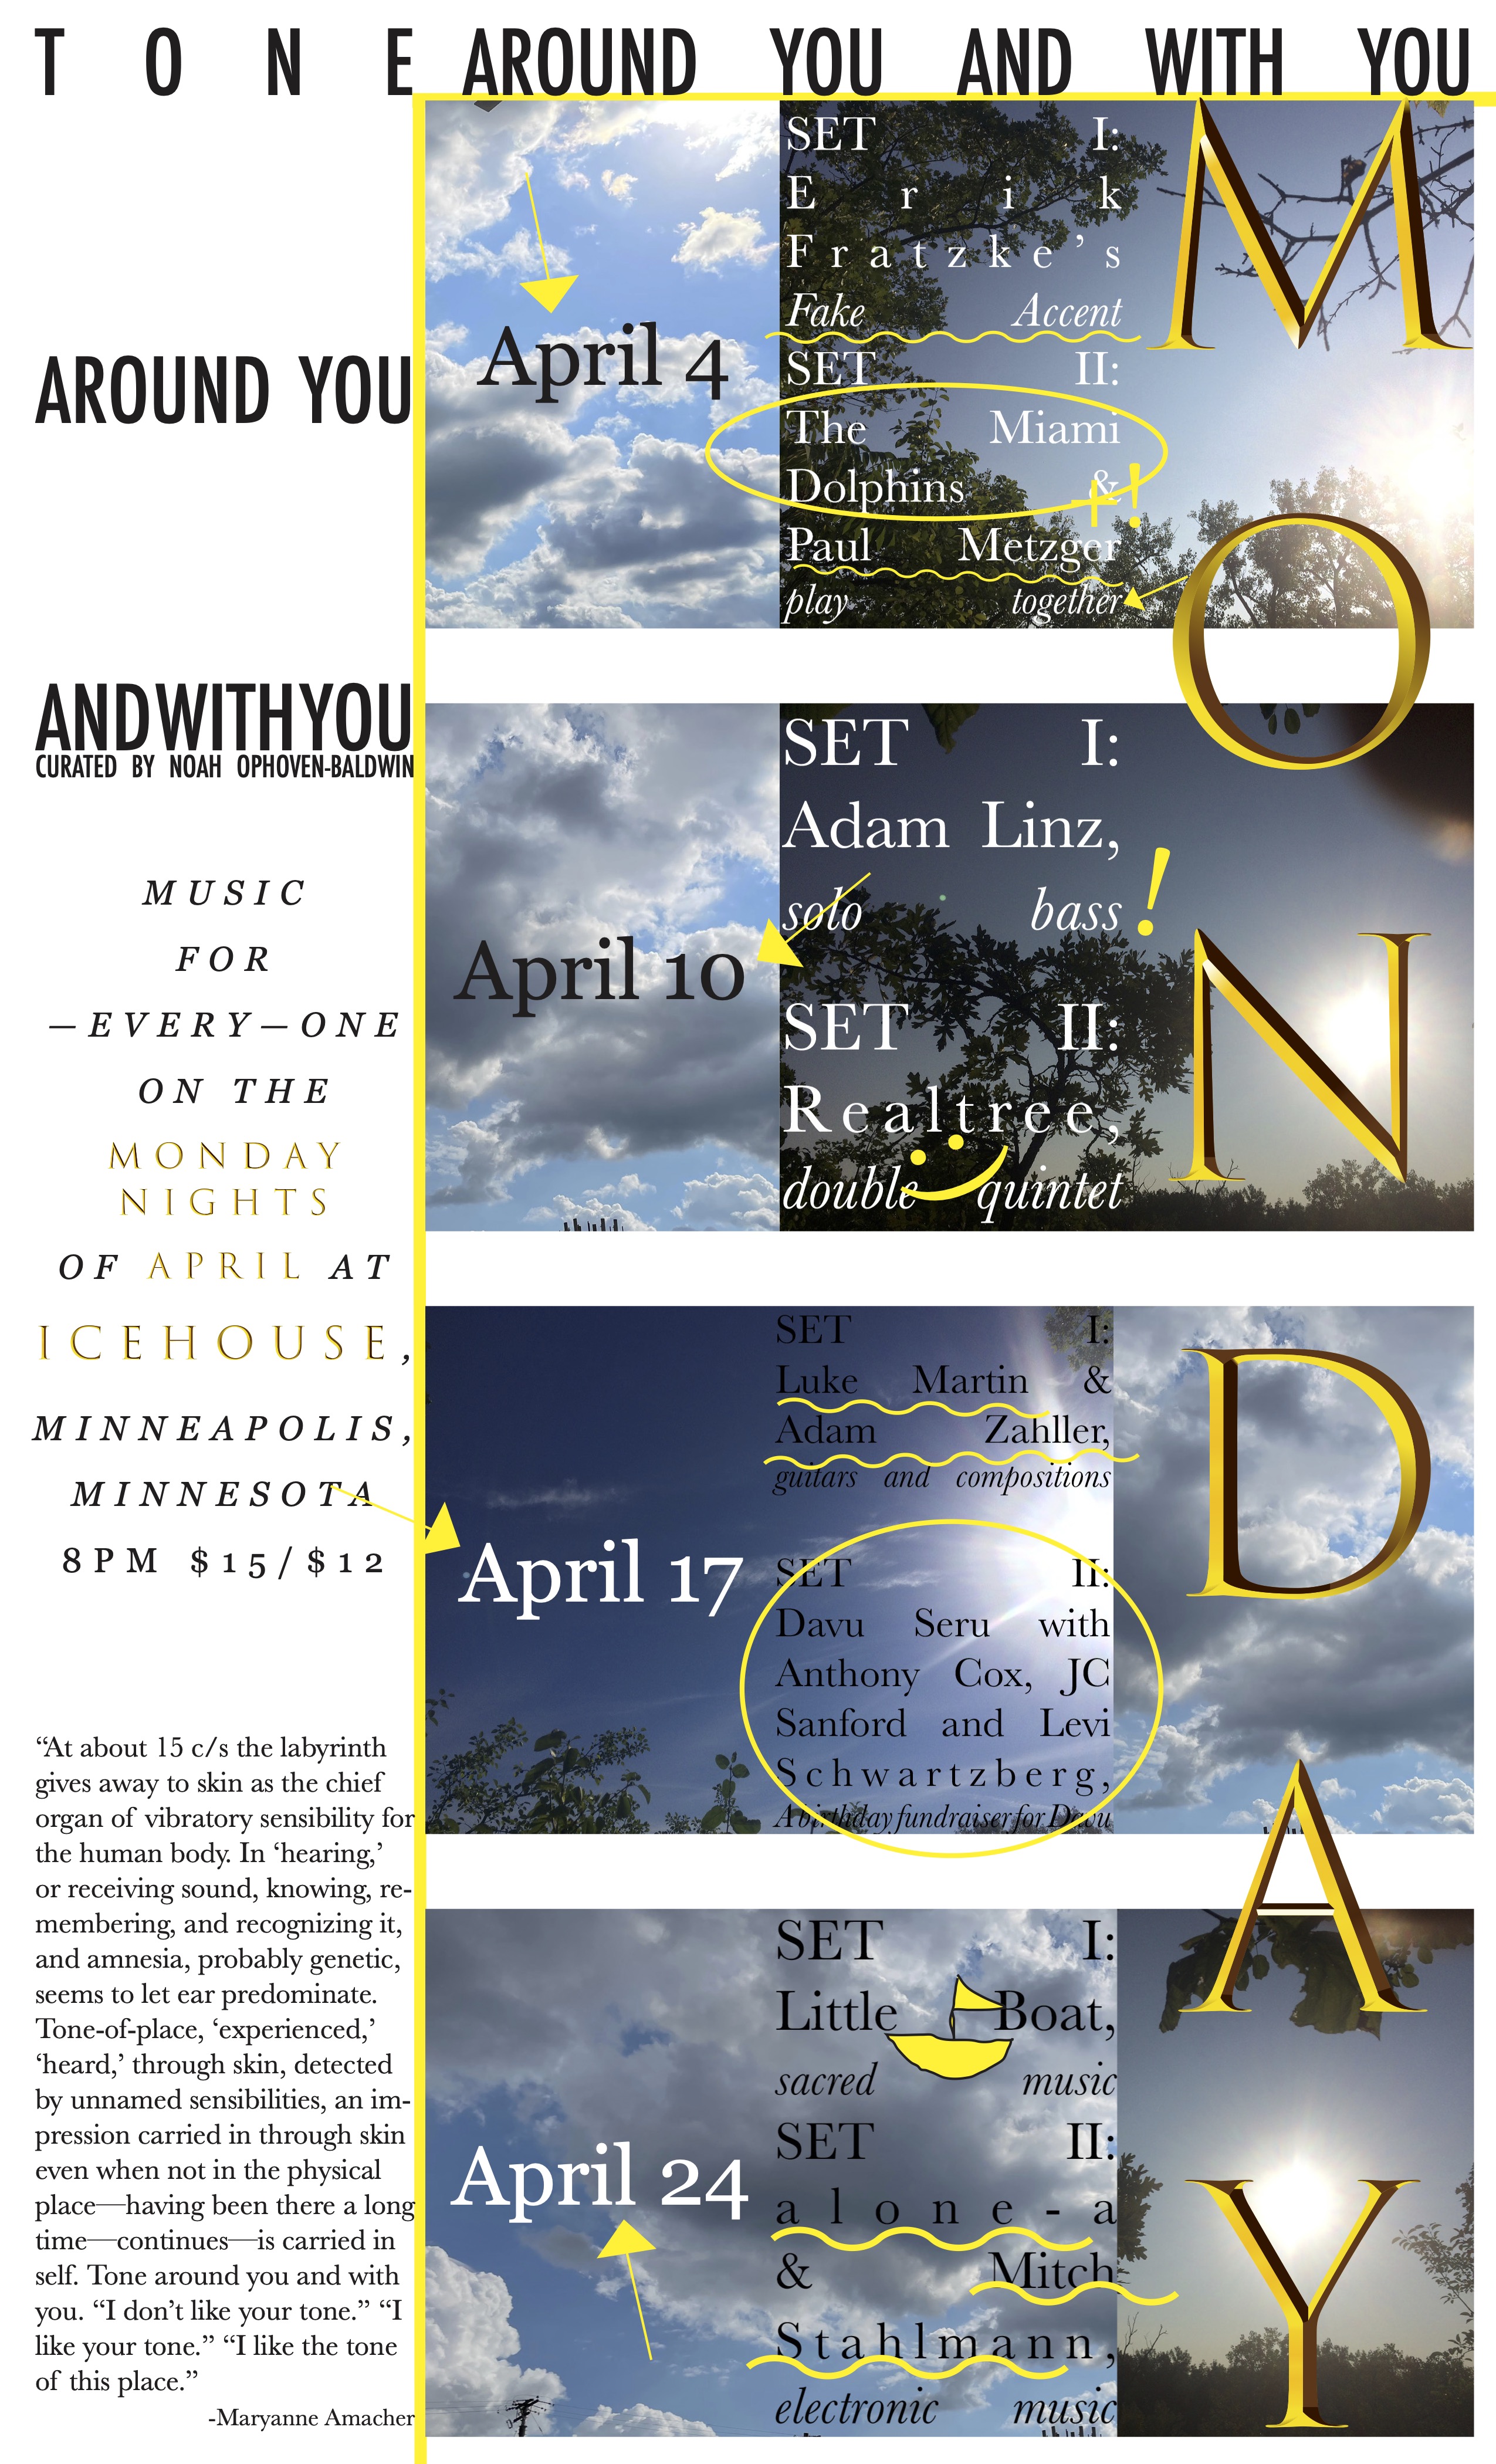 TONE AROUND YOU AND WITH YOU
AROUND YOU
ANDWITHYOU
CURATED BY NOAH OPHOVEN-BALDWIN
MUSIC
FOR
—EVERY—ONE
ON THE
MONDAY
NIGHTS
OF APRIL AT
ICEHOUSE,
MINNEAPOLIS,
MINNESOTA
8PM $15/$12
“At about 15 c/s the labyrinth
gives away to skin as the chief
organ of vibratory sensibility for
the human body. In ‘hearing,’
or receiving sound, knowing, re-
membering, and recognizing it,
and amnesia, probably genetic,
seems to let ear predominate.
Tone-of-place, ‘experienced,’
‘heard,’ through skin, detected
by unnamed sensibilities, an im-
pression carried in through skin
even when not in the physical
place—having been there a long
time—continues—is carried in
self. Tone around you and with
you. “I don’t like your tone.” “I
like your tone.” “I like the tone
of this place.”
-Maryanne Amacher
April 4
SET I:
Erik
Fratzke’s
Fake Accent
SET II:
The Miami
Dolphins &
+!
Paul Metzger
play together
April 10
SET I:
Adam Linz,
solo bass
!
SET II:
Realtree,
double quintet
April 17
SET I:
Luke Martin &
Adam Zahller,
guitars and compositions
SET II:
Davu Seru with
Anthony Cox, JC
Sanford and Levi
Schwartzberg,
A birthday fundraiser for Davu
April 24
SET I:
Little Boat,
sacred music
SET II:
alone-a
& Mitch
Stahlmann,
electronic music
M
O
N
D
A
Y